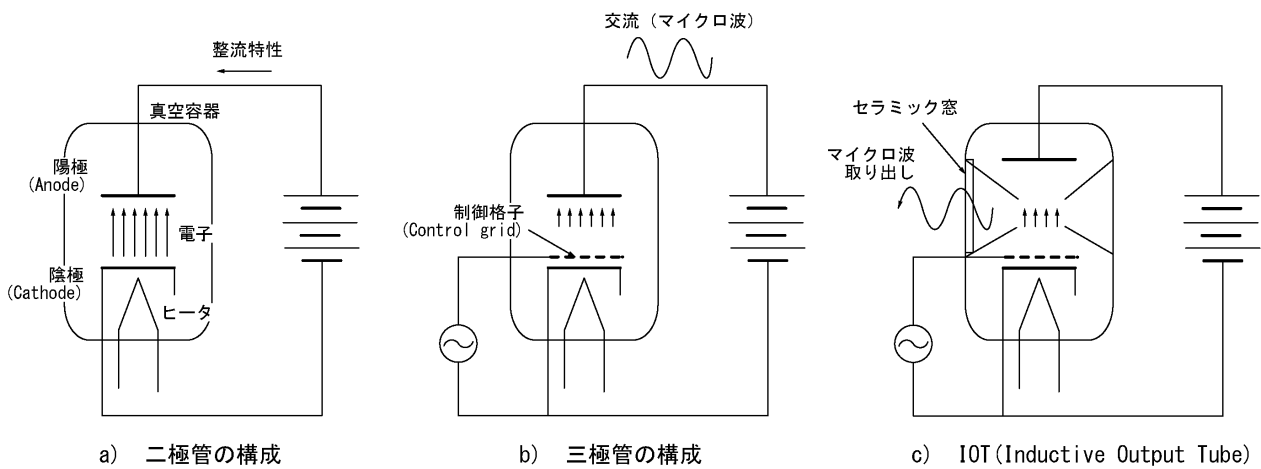 整流特性
真空容器
陽極
(Anode)
電子
陰極
(Cathode)
ヒータ
a) 二極管の構成
交流(マイクロ波)
制御格子
(Control grid)
b) 三極管の構成
セラミック窓
マイクロ波
取り出し
c) IOT(Inductive Output Tube)